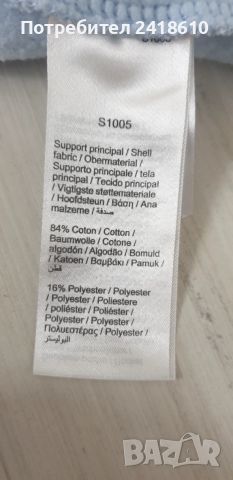 Потребител 2418610
S1005
Support principal / Shell
fabric / Obermaterial /
Supporto principale / tela
principal / Tecido principal
/ Vigtigste støttemateriale
/ Hoofdsteun / Βάση / Ana
malzeme / صدفة
84% Coton / Cotton /
Baumwolle / Cotone /
algodón / Algodão / Bomuld
/ Katoen / Βαμβάκι / Pamuk /
قطن
16% Polyester / Polyester
/ Polyester / Poliestere
/ poliéster / Poliéster /
Polyester / Polyester /
Πολυεστέρας / Polyester /
البوليستر
BAZAR